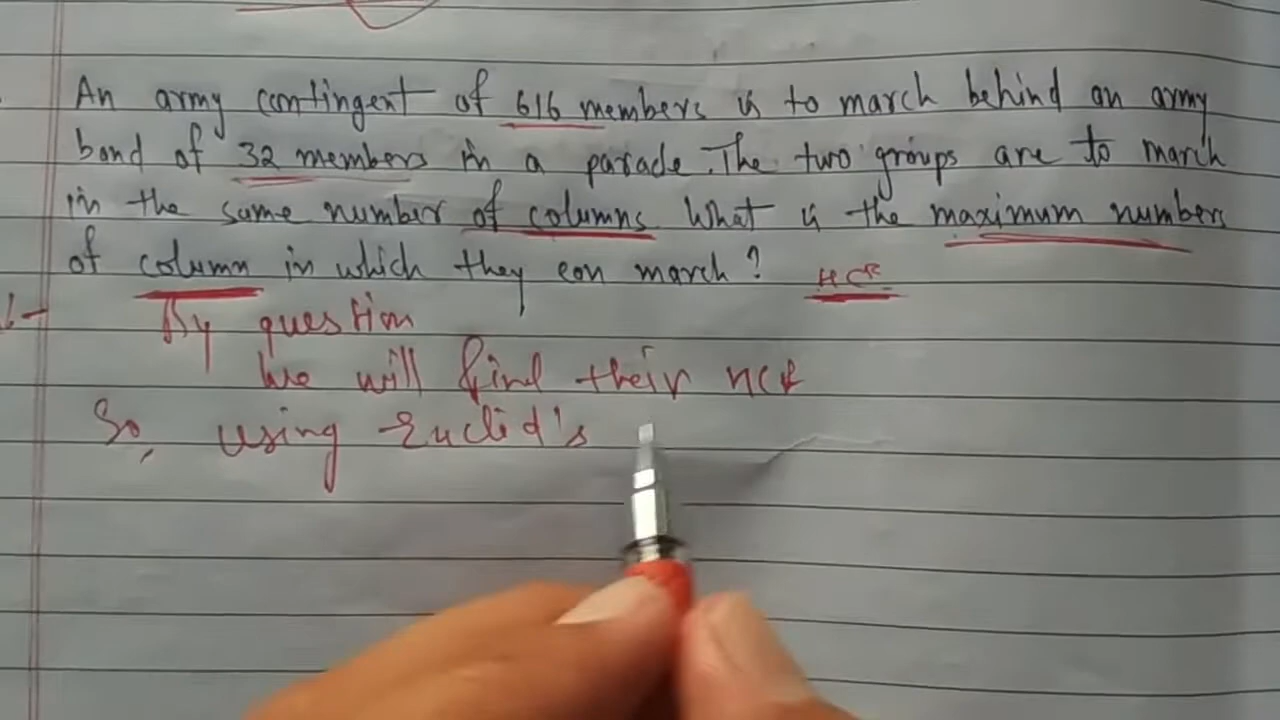 An army contingent of 616 members is to march behind an army
band of 32 members in a parade. The two groups are to march
in the same number of columns. What is the maximum numbers
of column in which they can march? HCF
By question
We will find their HCF
So, using Euclid's